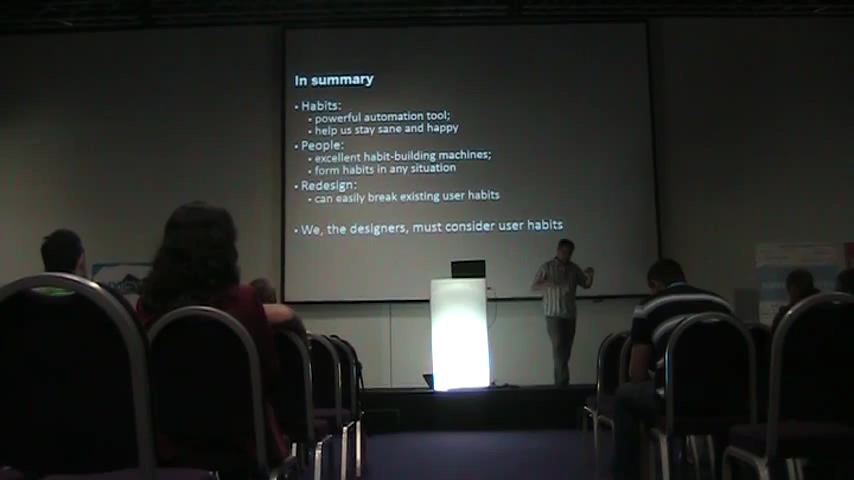 In summary
▪ Habits:
▪ powerful automation tool;
▪ help us stay sane and happy
▪ People:
▪ excellent habit-building machines;
▪ form habits in any situation
▪ Redesign:
▪ can easily break existing user habits
▪ We, the designers, must consider user habits